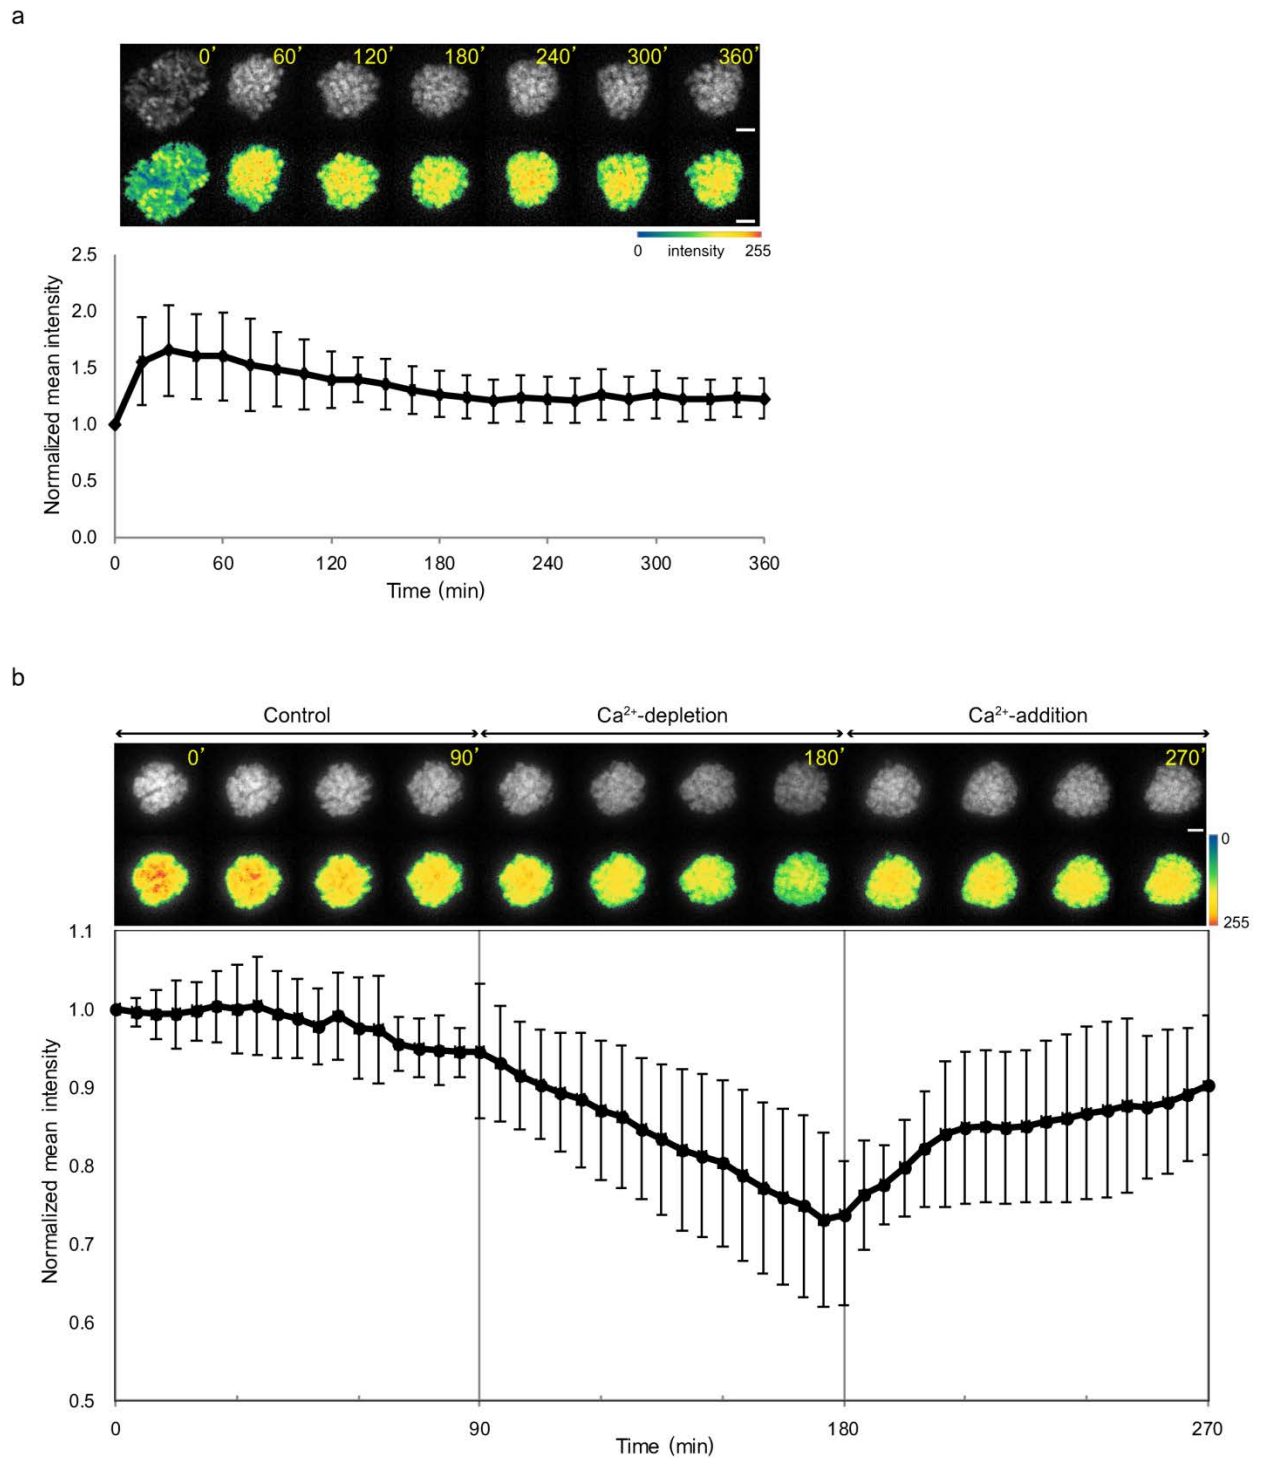 a
0’ 60’ 120’ 180’ 240’ 300’ 360’
0 intensity 255
2.5
2.0
1.5
1.0
0.5
0.0
Normalized mean intensity
0 60 120 180 240 300 360
Time (min)
b
Control Ca²⁺-depletion Ca²⁺-addition
0’ 90’ 180’ 270’
0
255
1.1
1.0
0.9
0.8
0.7
0.6
0.5
Normalized mean intensity
0 90 180 270
Time (min)